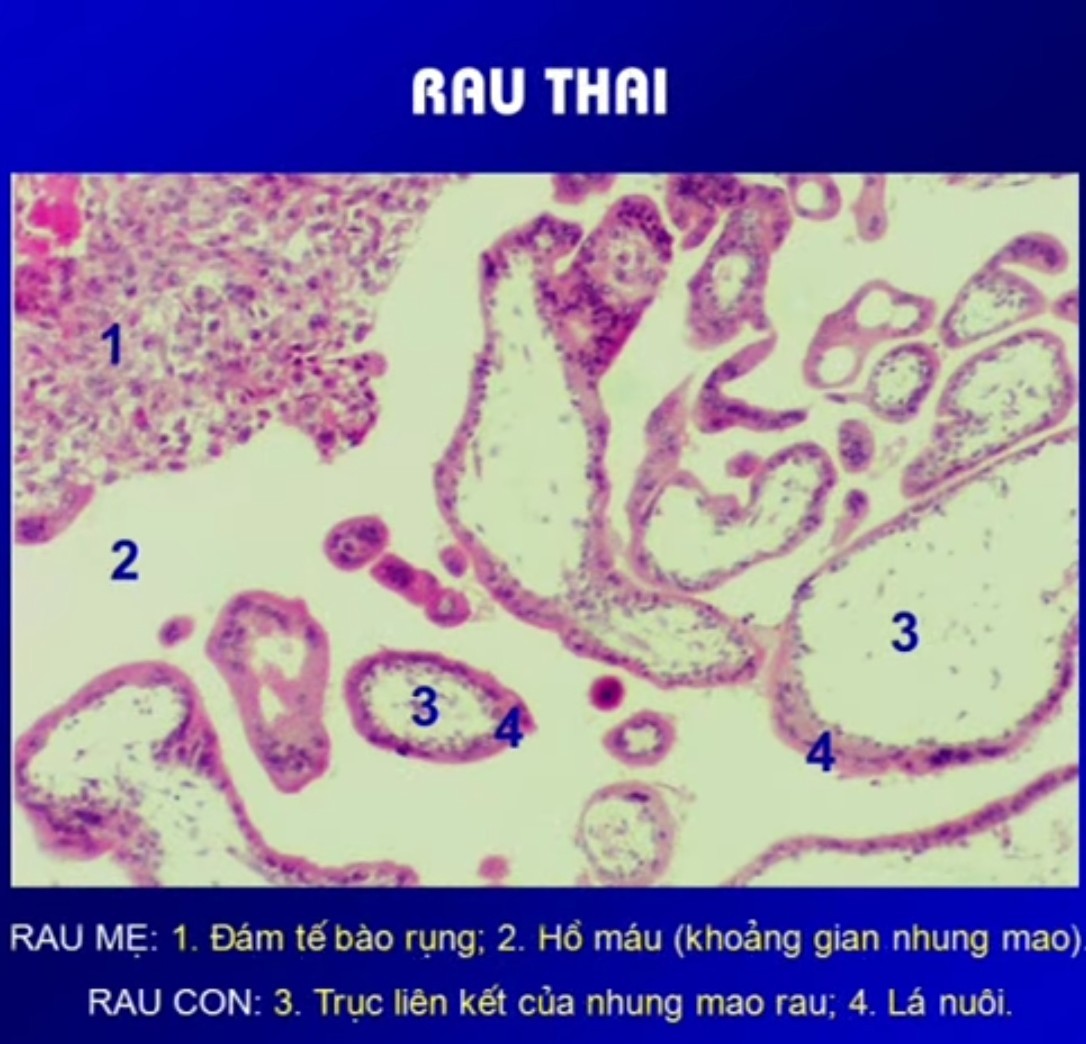 RAU THAI
1
2
3
3
4
4
RAU MẸ: 1. Đám tế bào rụng; 2. Hồ máu (khoảng gian nhung mao).
RAU CON: 3. Trục liên kết của nhung mao rau; 4. Lá nuôi.